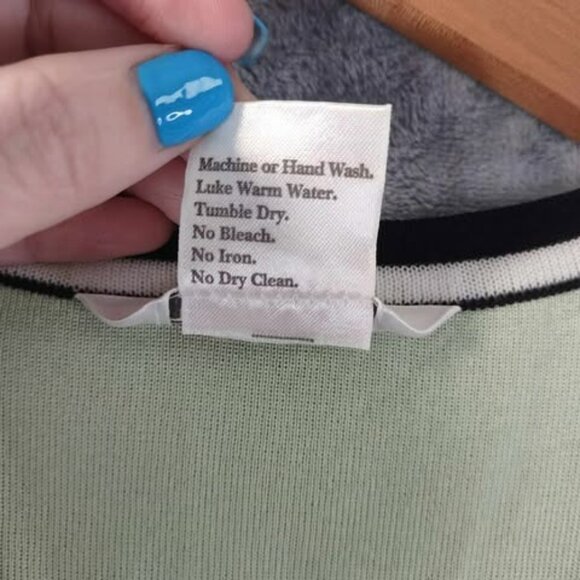 Machine or Hand Wash.
Luke Warm Water.
Tumble Dry.
No Bleach.
No Iron.
No Dry Clean.